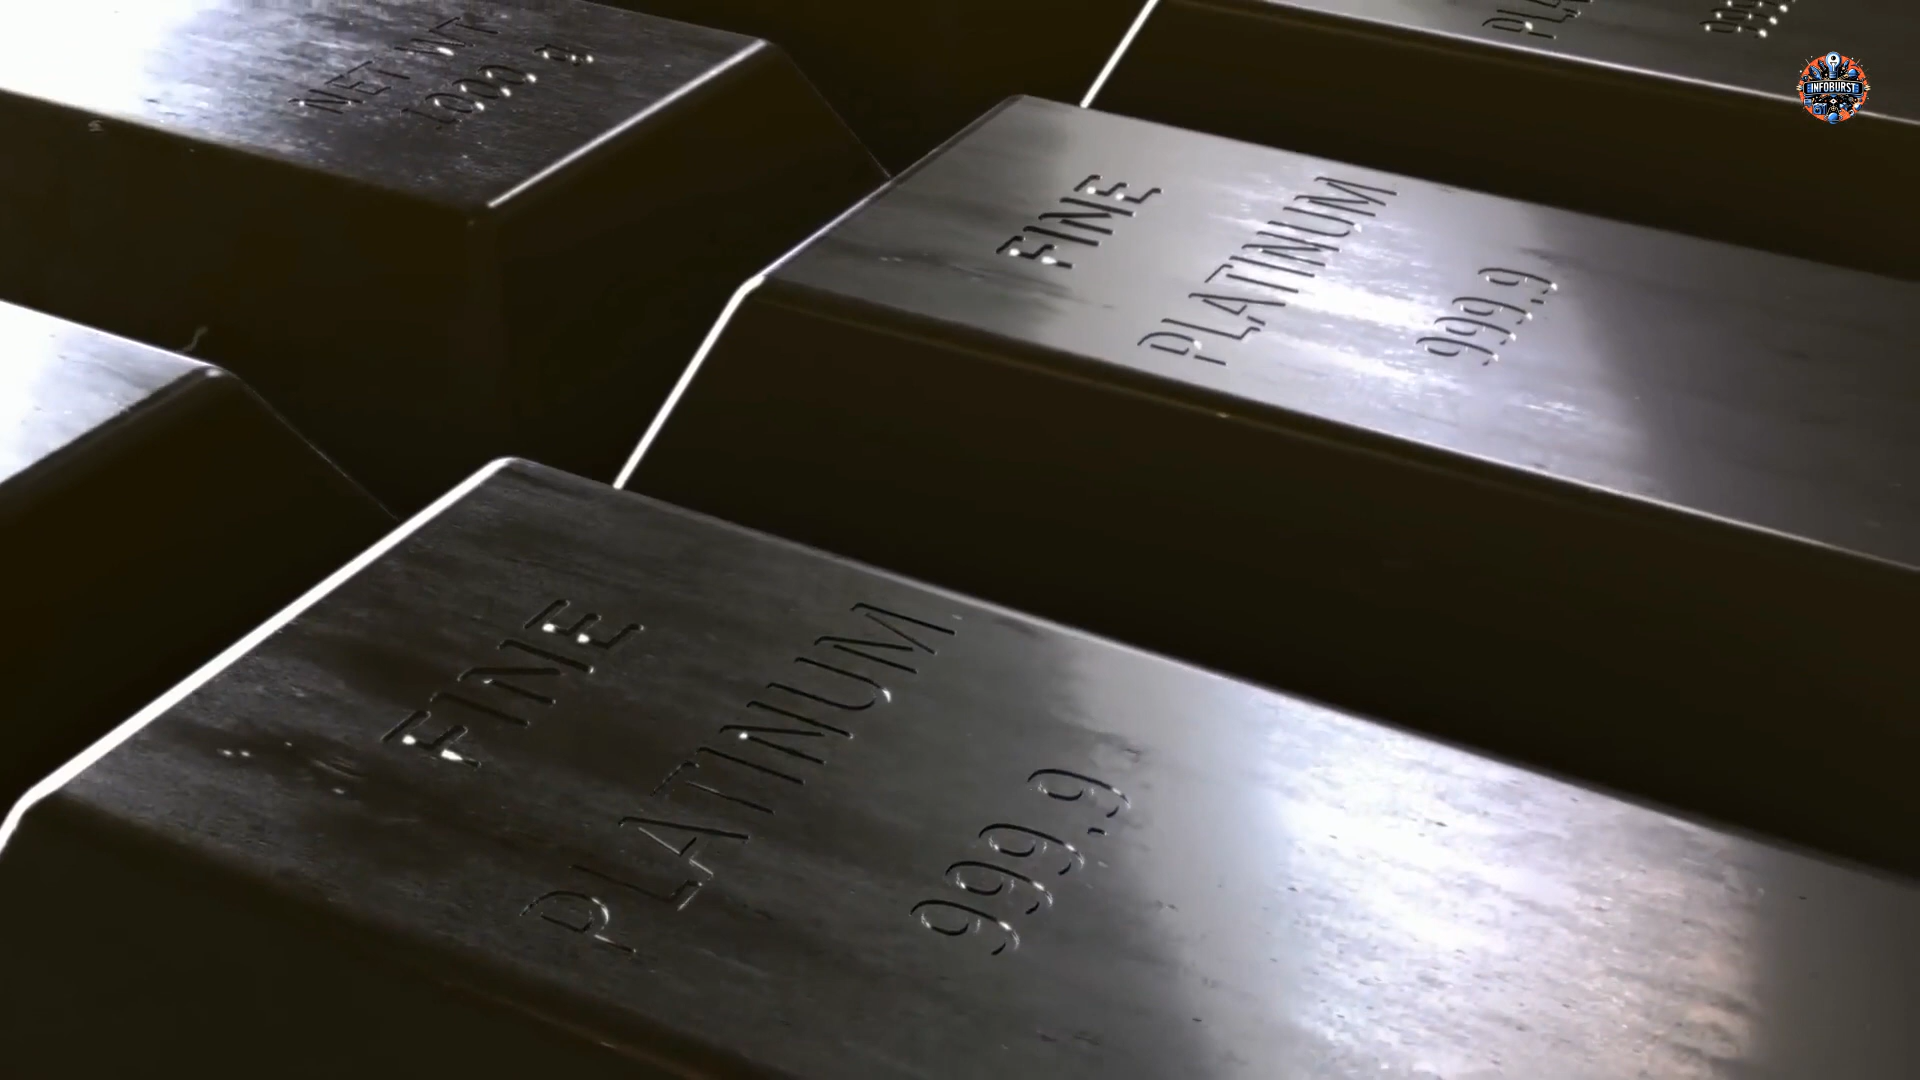 NET WT
1000 g
FINE
PLATINUM
999.9
FINE
PLATINUM
999.9
INFOBURST